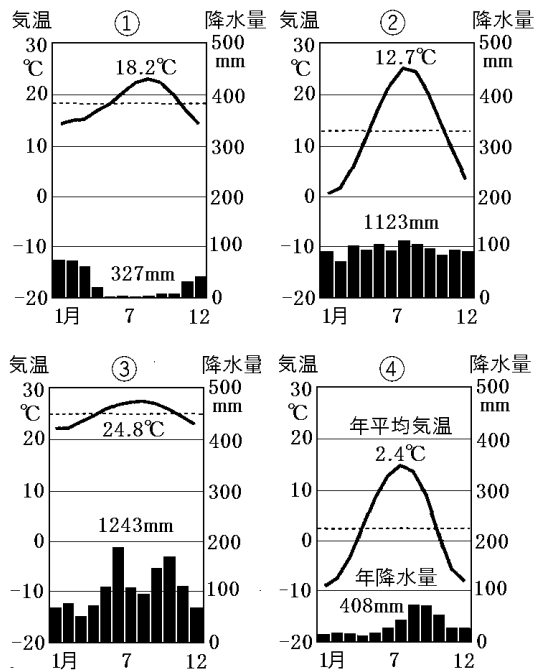 気温 ① 降水量
30 500
℃ mm
18.2℃
20 400
10 300
0 200
-10 100
327mm
-20 0
1月 7 12
気温 ② 降水量
30 500
℃ mm
12.7℃
20 400
10 300
0 200
1123mm
-10 100
-20 0
1月 7 12
気温 ③ 降水量
30 500
℃ mm
24.8℃
20 400
10 300
1243mm
0 200
-10 100
-20 0
1月 7 12
気温 ④ 降水量
30 500
℃ mm
年平均気温
20 400
2.4℃
10 300
0 200
年降水量
-10 100
408mm
-20 0
1月 7 12